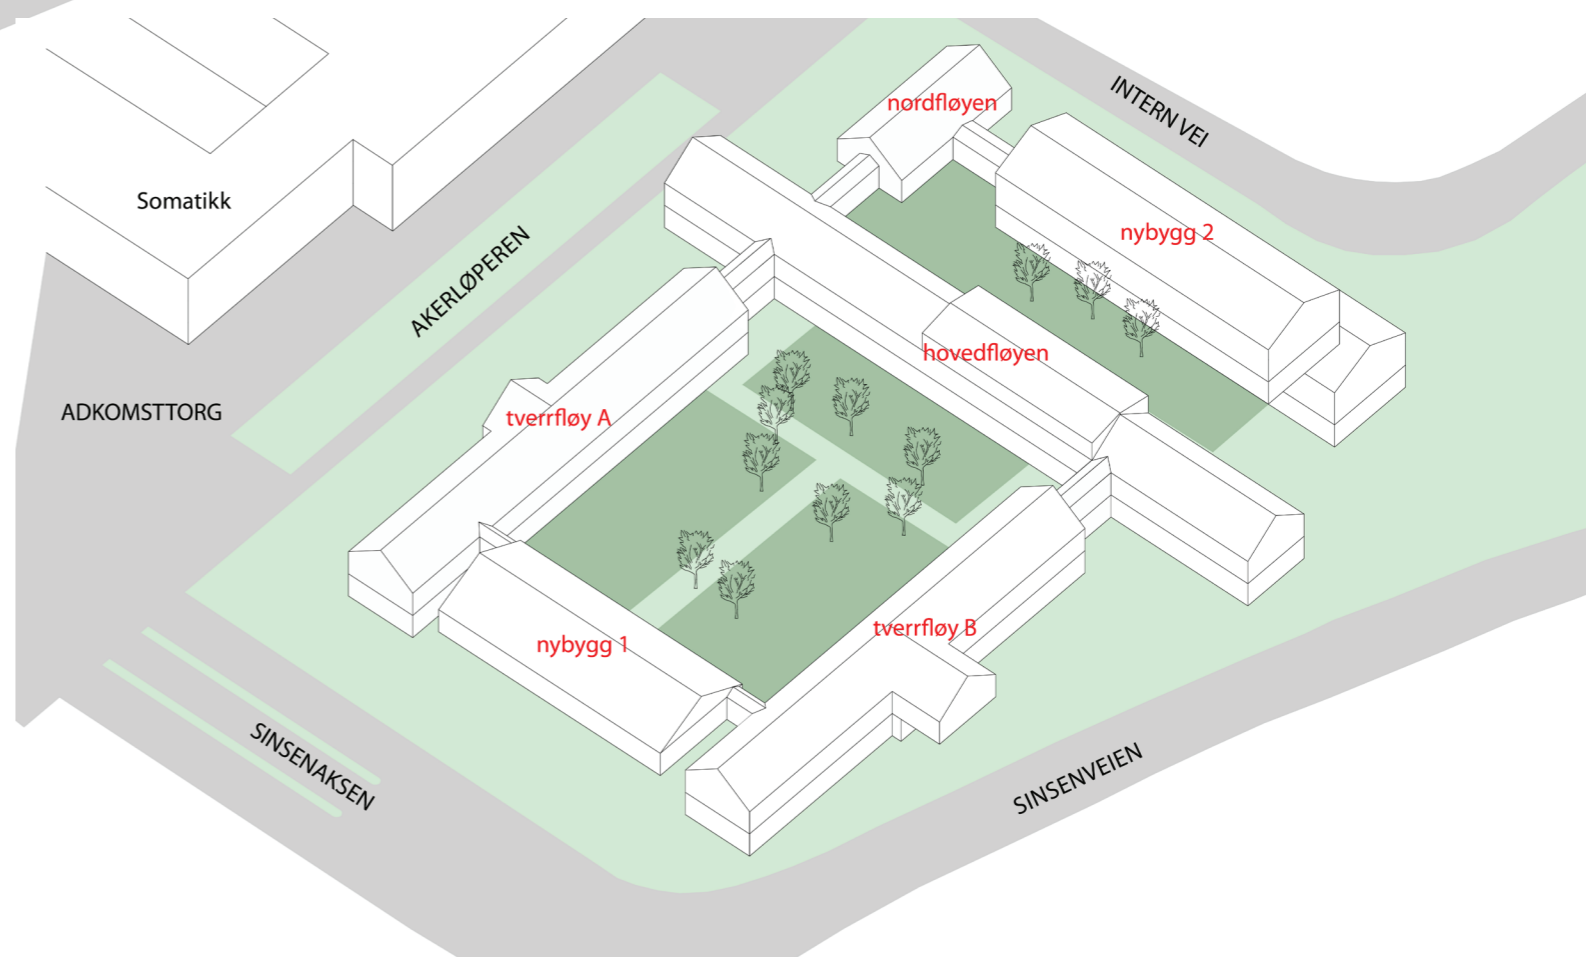 nordfløyen
INTERN VEI
Somatikk
nybygg 2
AKERLØPEREN
hovedfløyen
ADKOMSTTORG
tverrfløy A
tverrfløy B
nybygg 1
SINSENAKSEN
SINSENVEIEN